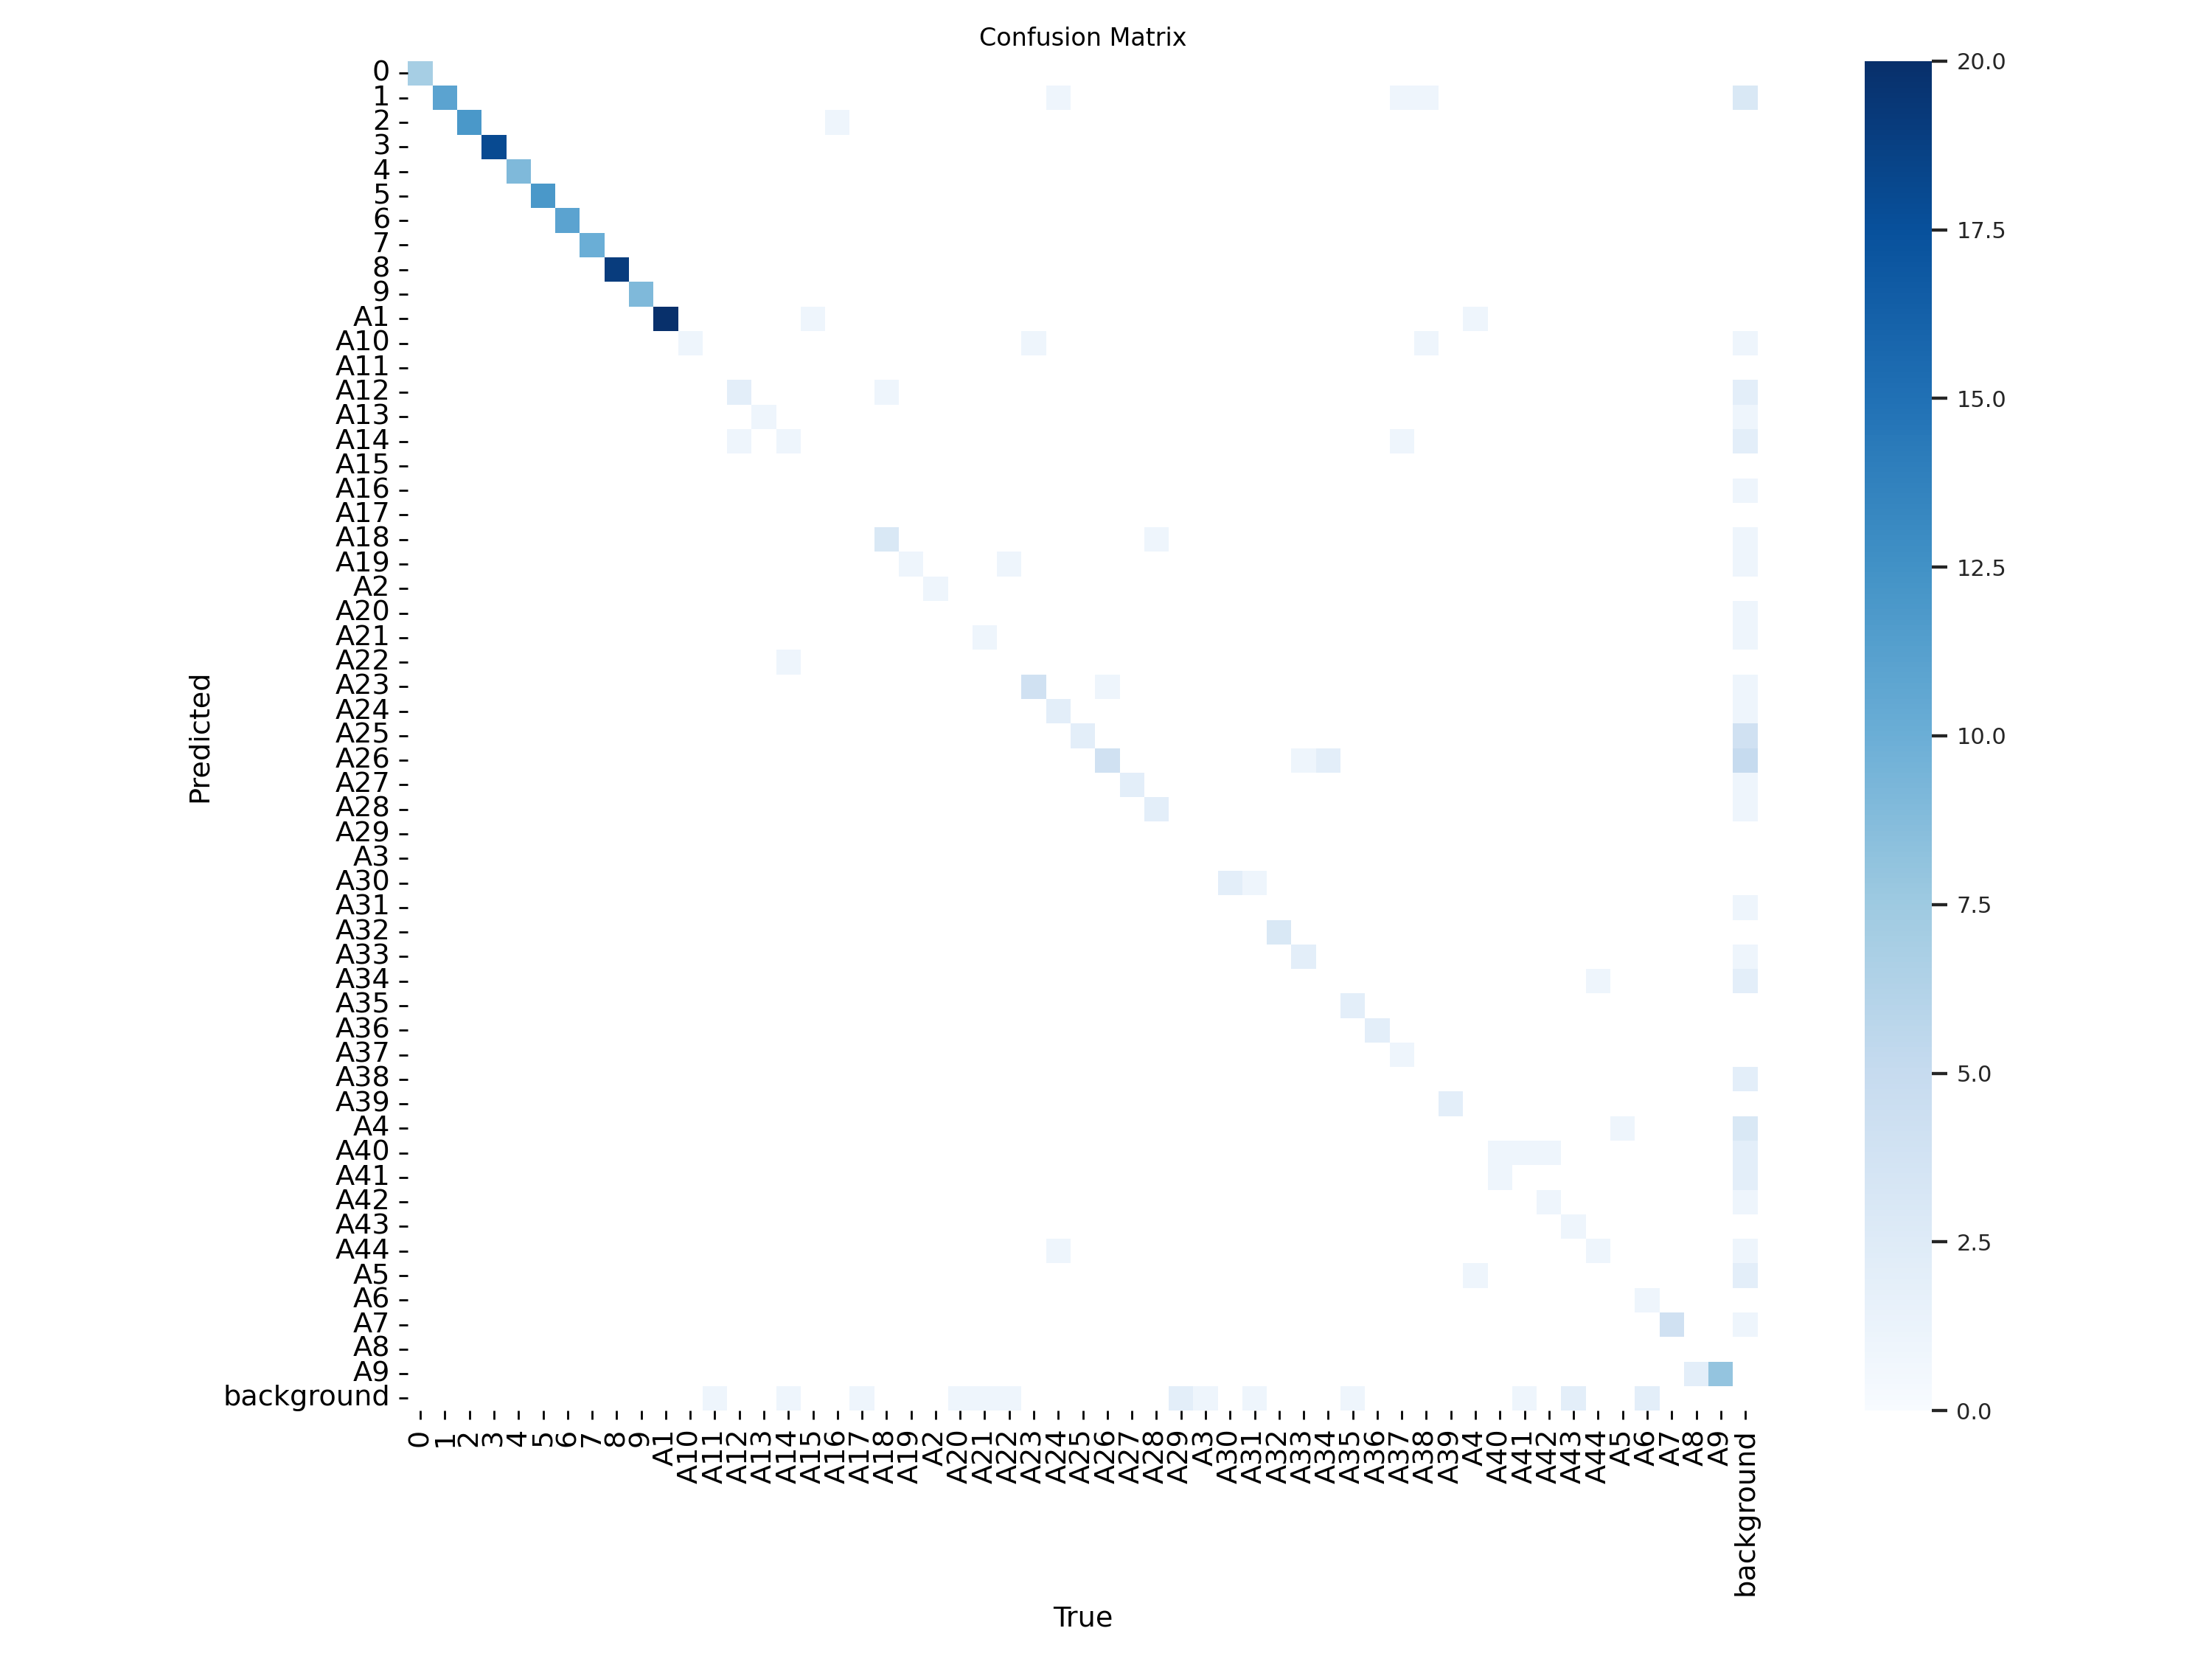 Confusion Matrix
Predicted
0
1
2
3
4
5
6
7
8
9
A1
A10
A11
A12
A13
A14
A15
A16
A17
A18
A19
A2
A20
A21
A22
A23
A24
A25
A26
A27
A28
A29
A3
A30
A31
A32
A33
A34
A35
A36
A37
A38
A39
A4
A40
A41
A42
A43
A44
A5
A6
A7
A8
A9
background
0
1
2
3
4
5
6
7
8
9
A1
A10
A11
A12
A13
A14
A15
A16
A17
A18
A19
A2
A20
A21
A22
A23
A24
A25
A26
A27
A28
A29
A3
A30
A31
A32
A33
A34
A35
A36
A37
A38
A39
A4
A40
A41
A42
A43
A44
A5
A6
A7
A8
A9
background
True
20.0
17.5
15.0
12.5
10.0
7.5
5.0
2.5
0.0